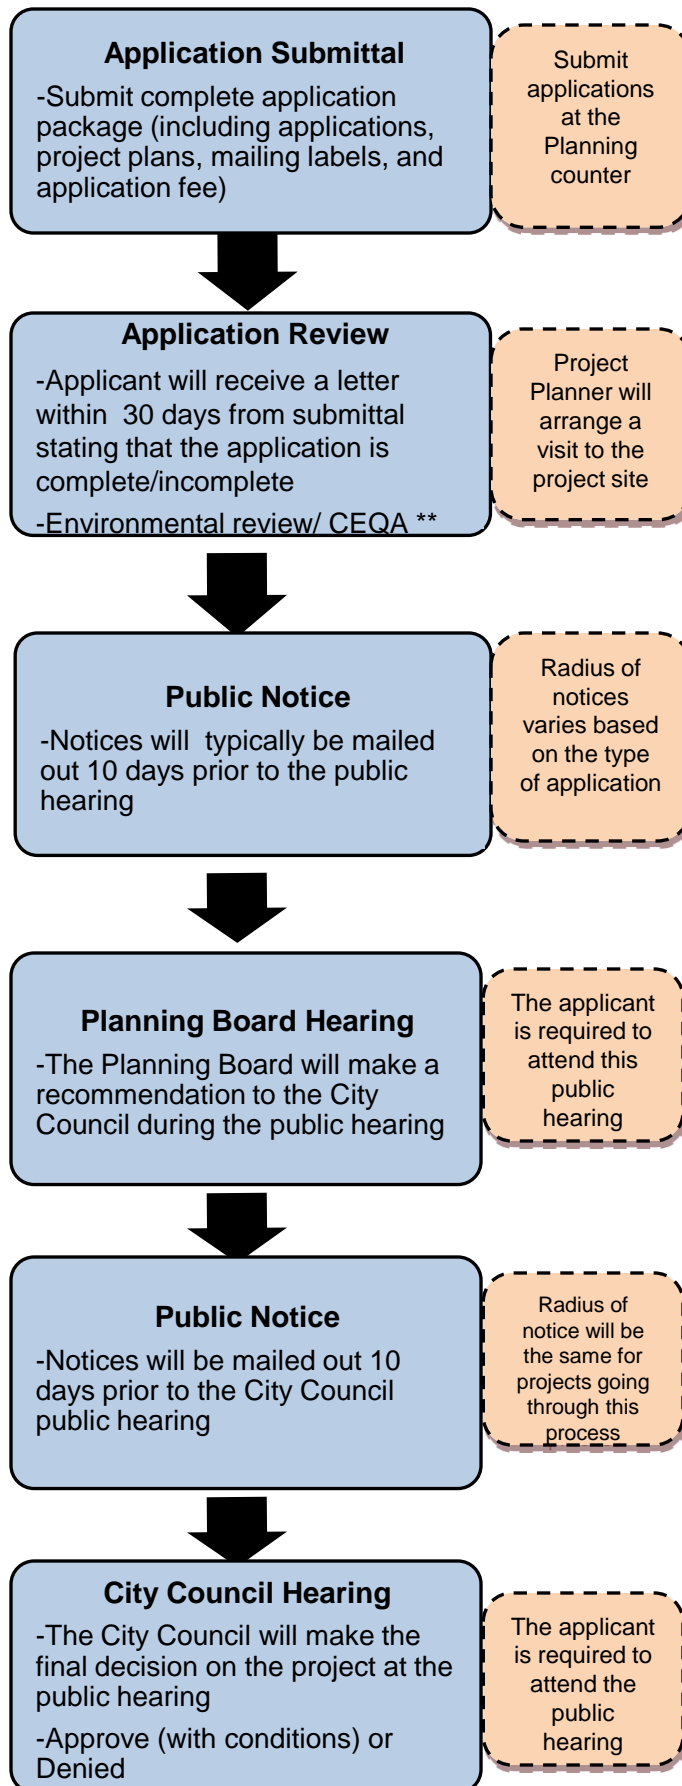 Application Submittal
-Submit complete application
package (including applications,
project plans, mailing labels, and
application fee)
Submit
applications
at the
Planning
counter
Application Review
-Applicant will receive a letter
within 30 days from submittal
stating that the application is
complete/incomplete
-Environmental review/ CEQA **
Project
Planner will
arrange a
visit to the
project site
Public Notice
-Notices will typically be mailed
out 10 days prior to the public
hearing
Radius of
notices
varies based
on the type
of application
Planning Board Hearing
-The Planning Board will make a
recommendation to the City
Council during the public hearing
The applicant
is required to
attend this
public
hearing
Public Notice
-Notices will be mailed out 10
days prior to the City Council
public hearing
Radius of
notice will be
the same for
projects going
through this
process
City Council Hearing
-The City Council will make the
final decision on the project at the
public hearing
-Approve (with conditions) or
Denied
The applicant
is required to
attend the
public
hearing